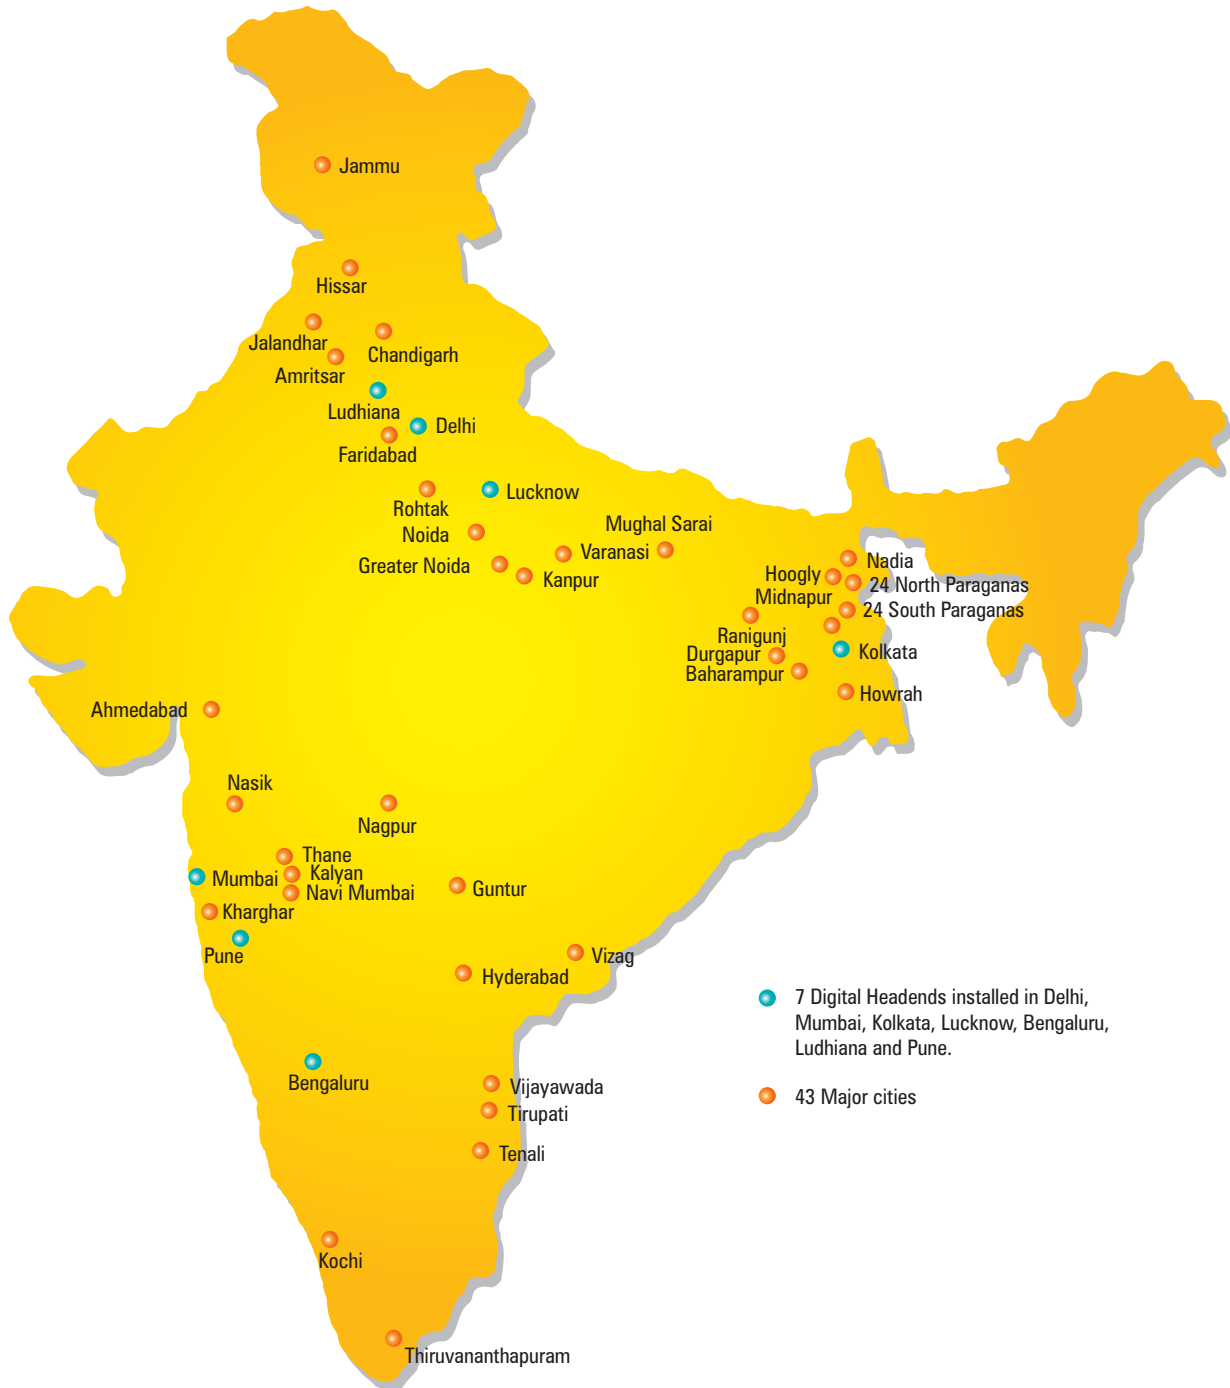 Jammu
Hissar
Jalandhar
Chandigarh
Amritsar
Ludhiana
Delhi
Faridabad
Lucknow
Rohtak
Mughal Sarai
Noida
Varanasi
Greater Noida
Kanpur
Nadia
Hoogly
24 North Paraganas
Midnapur
24 South Paraganas
Ranigunj
Durgapur
Kolkata
Baharampur
Howrah
Ahmedabad
Nasik
Nagpur
Thane
Kalyan
Mumbai
Navi Mumbai
Guntur
Kharghar
Pune
Vizag
Hyderabad
7 Digital Headends installed in Delhi,
Mumbai, Kolkata, Lucknow, Bengaluru,
Ludhiana and Pune.
Bengaluru
Vijayawada
43 Major cities
Tirupati
Tenali
Kochi
Thiruvananthapuram